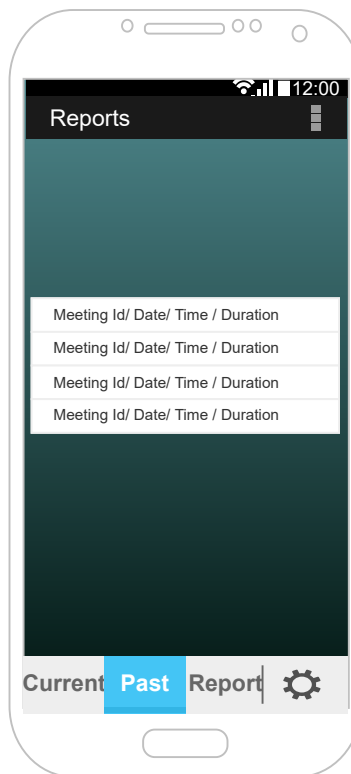 12:00
Reports
Meeting Id/ Date/ Time / Duration
Meeting Id/ Date/ Time / Duration
Meeting Id/ Date/ Time / Duration
Meeting Id/ Date/ Time / Duration
Current Past Report